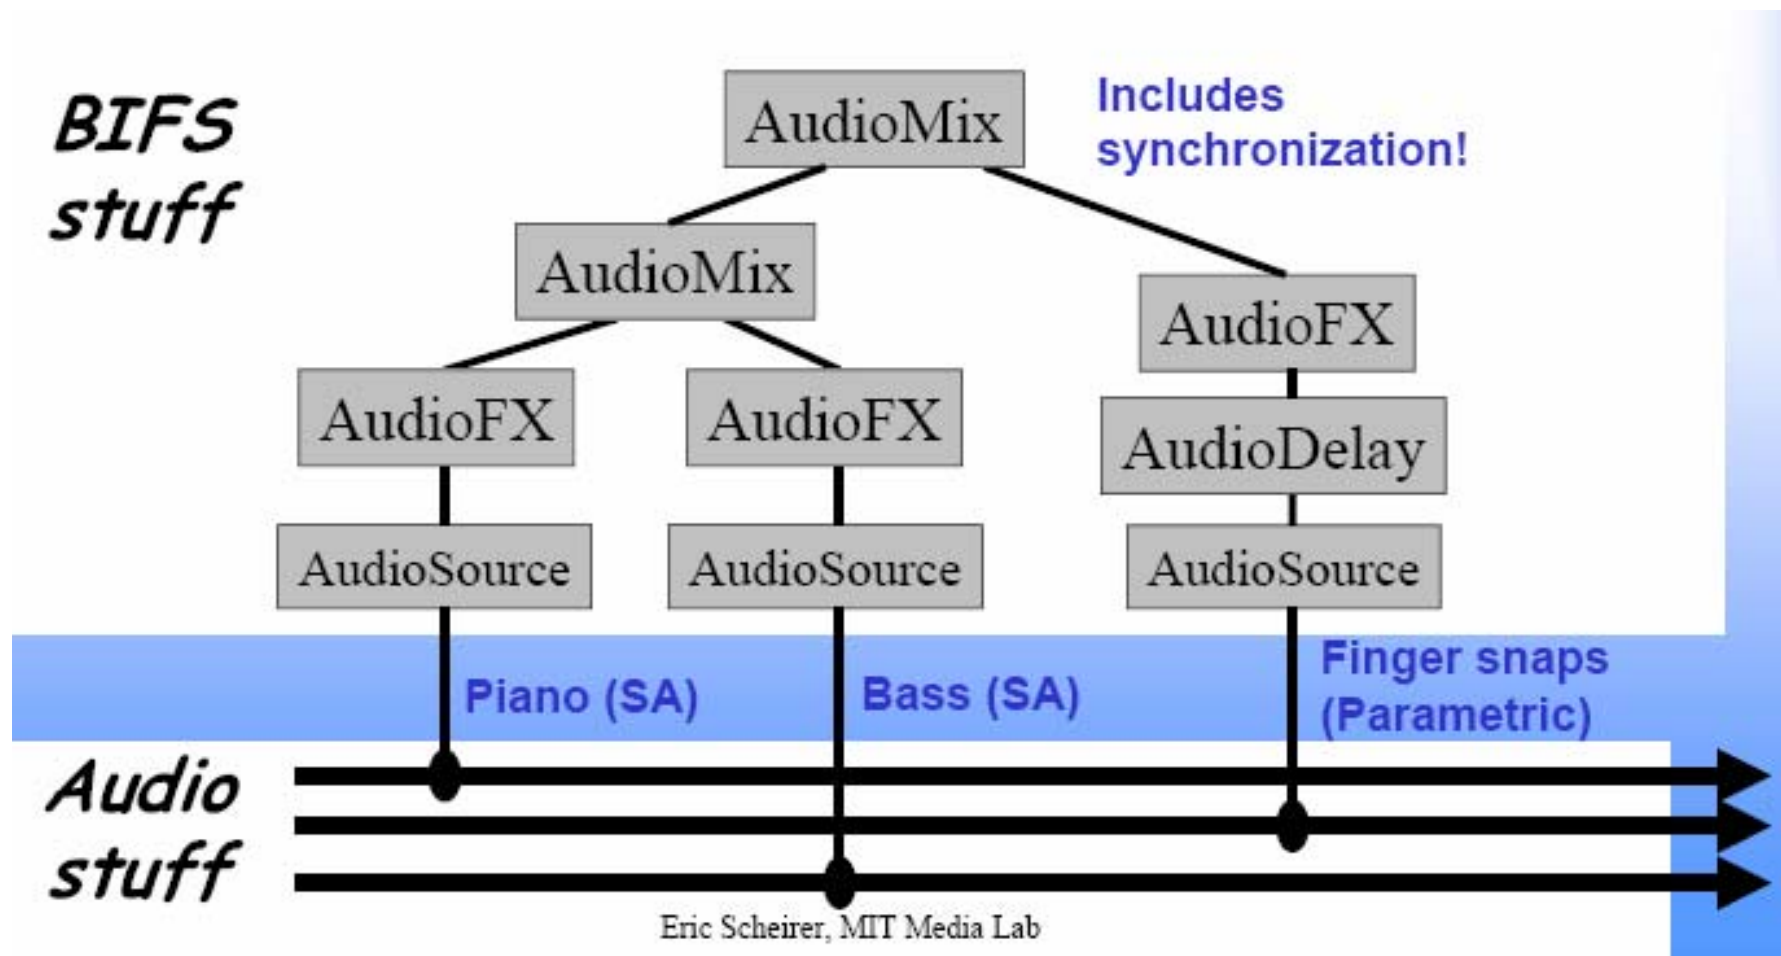 BIFS
stuff
AudioMix
Includes
synchronization!
AudioMix
AudioFX
AudioFX
AudioFX
AudioDelay
AudioSource
AudioSource
AudioSource
Piano (SA)
Bass (SA)
Finger snaps
(Parametric)
Audio
stuff
Eric Scheirer, MIT Media Lab